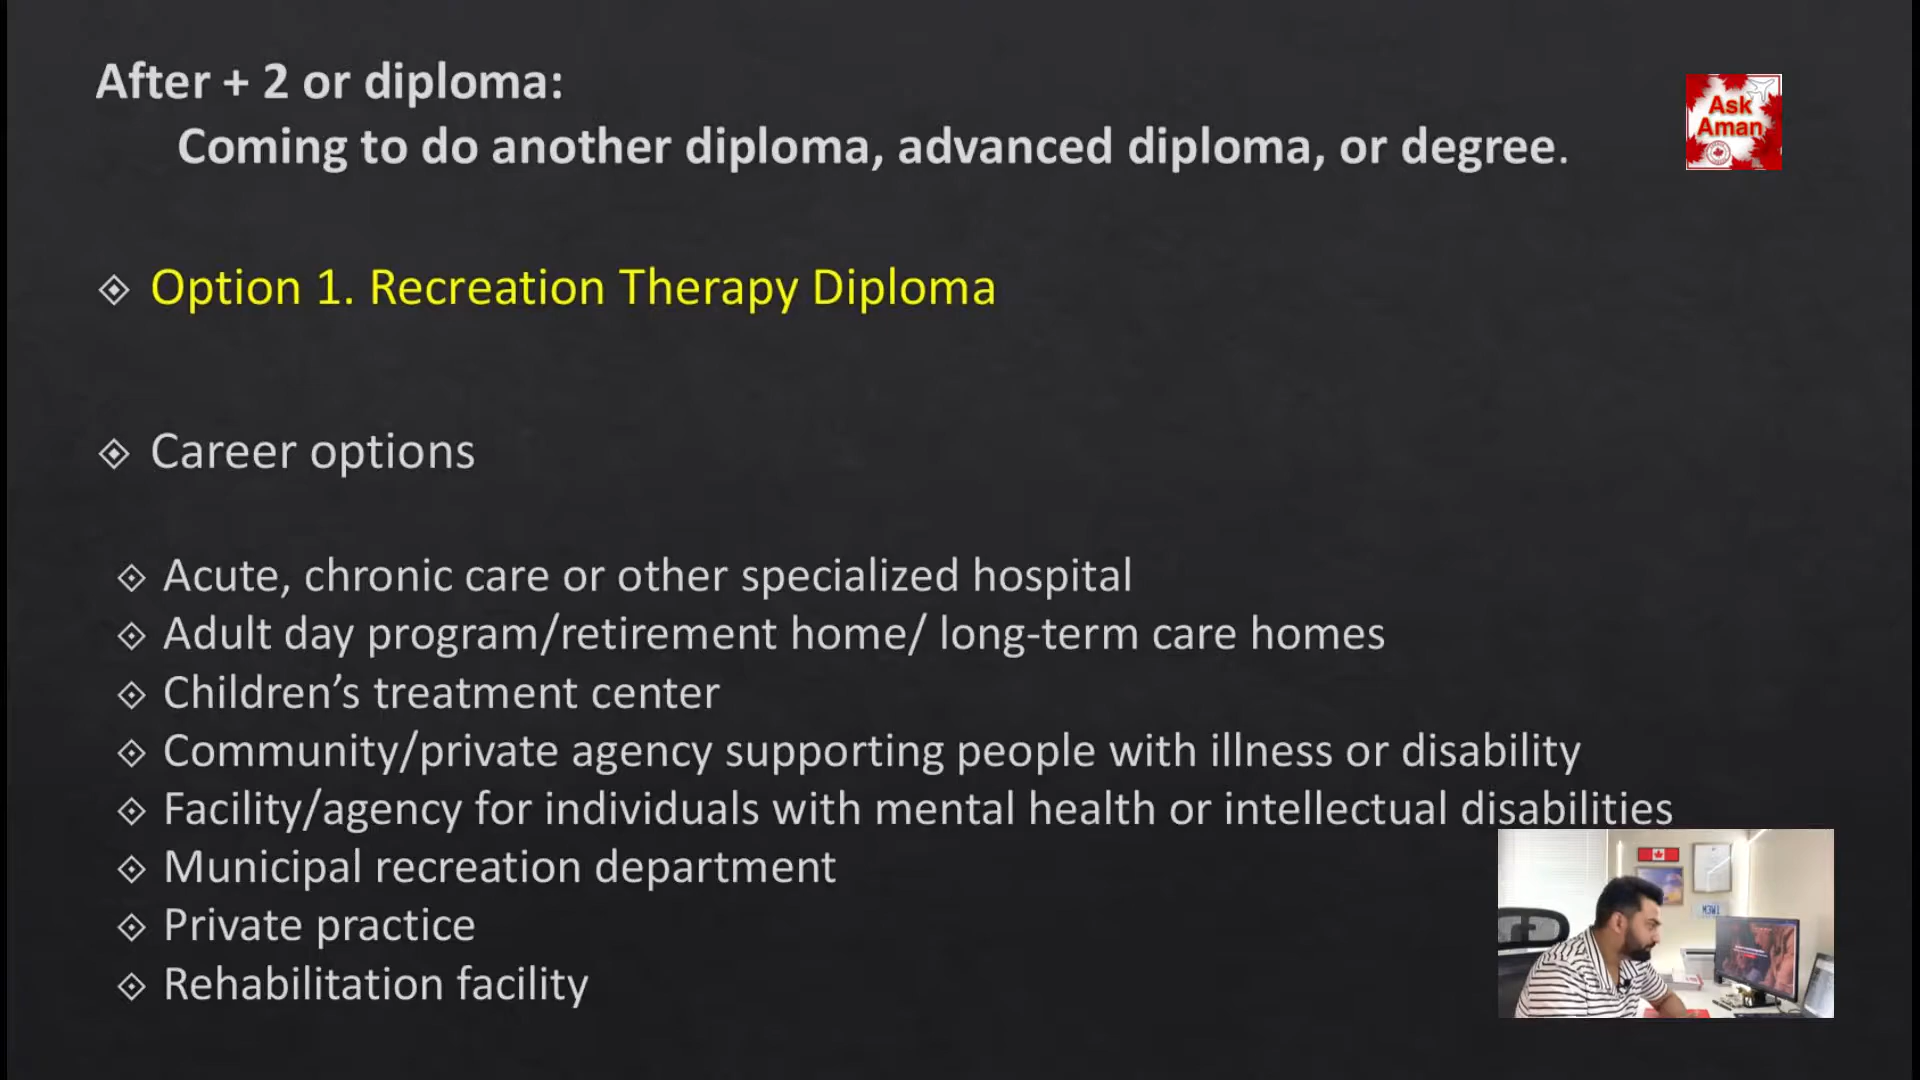 After + 2 or diploma:
Coming to do another diploma, advanced diploma, or degree.
Ask
Aman
Option 1. Recreation Therapy Diploma
Career options
Acute, chronic care or other specialized hospital
Adult day program/retirement home/ long-term care homes
Children’s treatment center
Community/private agency supporting people with illness or disability
Facility/agency for individuals with mental health or intellectual disabilities
Municipal recreation department
Private practice
Rehabilitation facility